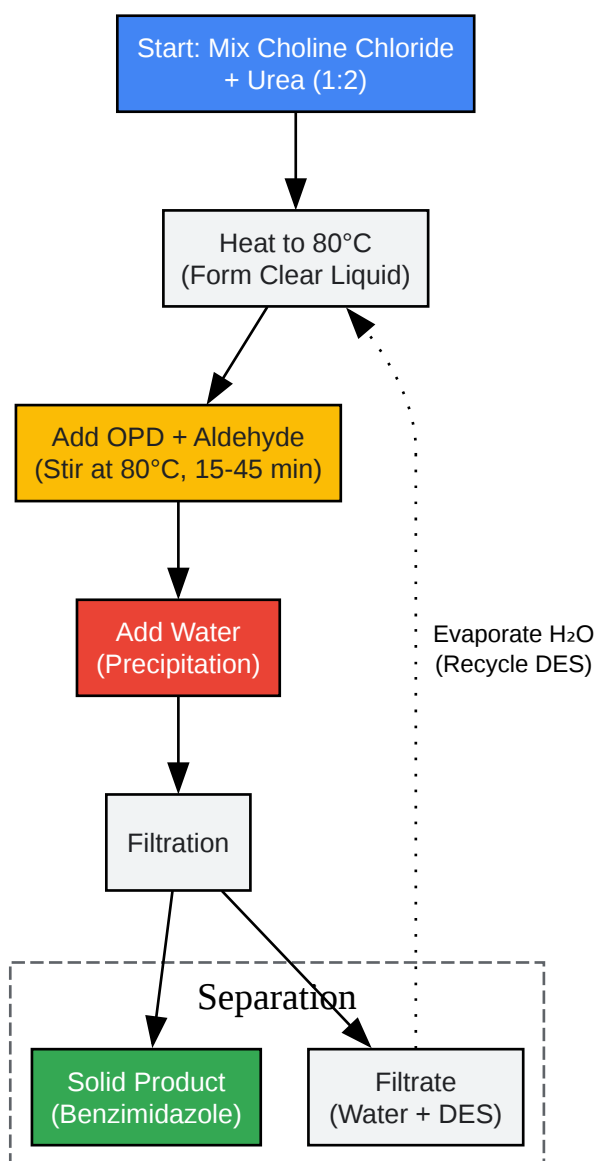 Start: Mix Choline Chloride
+ Urea (1:2)
Heat to 80°C
(Form Clear Liquid)
Add OPD + Aldehyde
(Stir at 80°C, 15-45 min)
Add Water
(Precipitation)
Evaporate H₂O
(Recycle DES)
Filtration
Separation
Solid Product
(Benzimidazole)
Filtrate
(Water + DES)